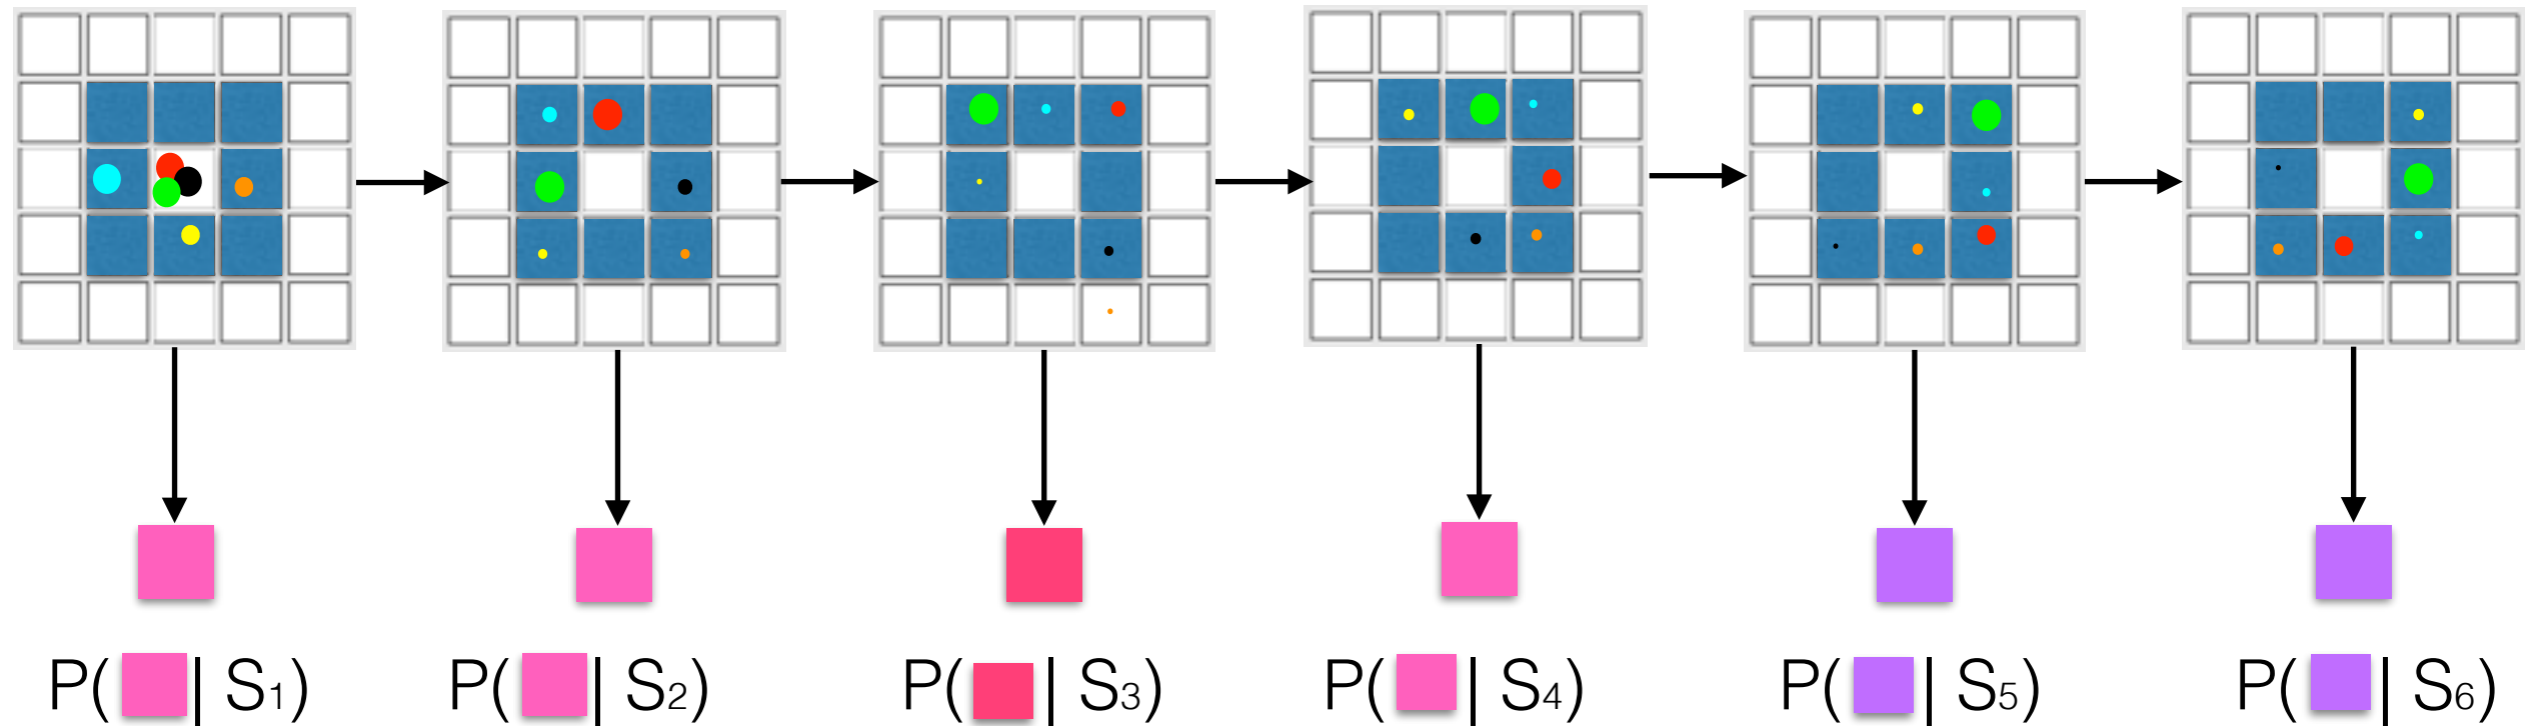 P( | S1)
P( | S2)
P( | S3)
P( | S4)
P( | S5)
P( | S6)